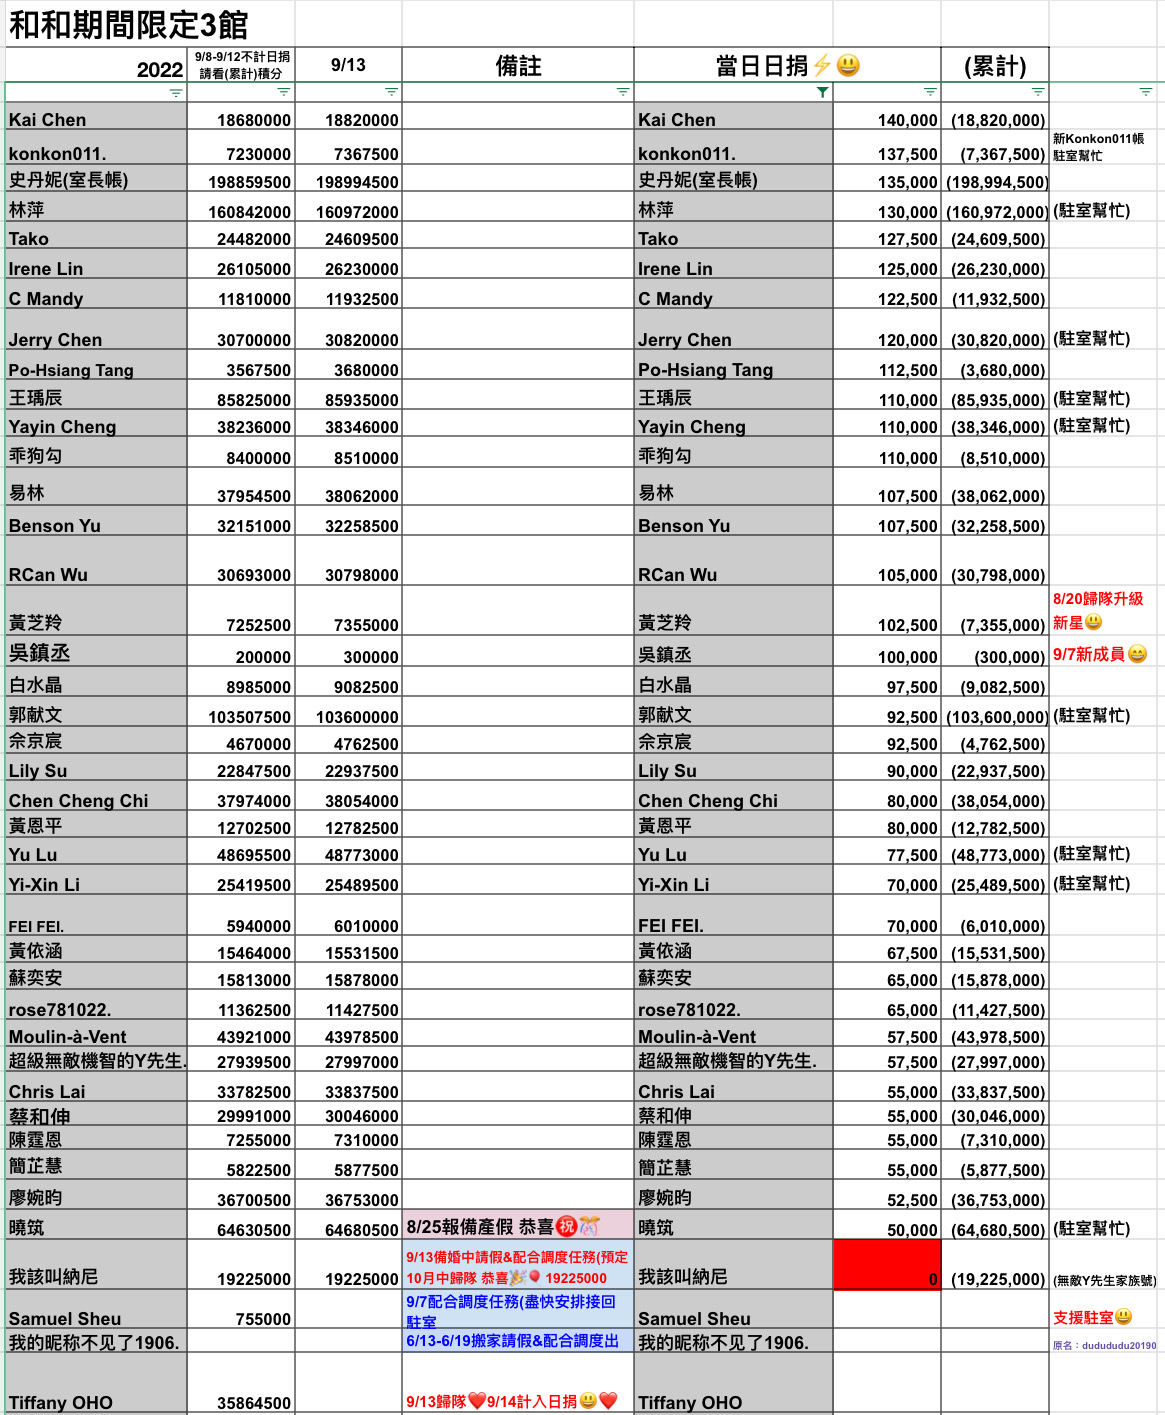 和和期間限定3館
2022 9/8-9/12不計日捐 請看(累計)積分 9/13 備註 當日日捐⚡😃 (累計)
Kai Chen 18680000 18820000 Kai Chen 140,000 (18,820,000)
konkon011. 7230000 7367500 konkon011. 137,500 (7,367,500) 新Konkon011帳 駐室幫忙
史丹妮(室長帳) 198859500 198994500 史丹妮(室長帳) 135,000 (198,994,500)
林萍 160842000 160972000 林萍 130,000 (160,972,000) (駐室幫忙)
Tako 24482000 24609500 Tako 127,500 (24,609,500)
Irene Lin 26105000 26230000 Irene Lin 125,000 (26,230,000)
C Mandy 11810000 11932500 C Mandy 122,500 (11,932,500)
Jerry Chen 30700000 30820000 Jerry Chen 120,000 (30,820,000) (駐室幫忙)
Po-Hsiang Tang 3567500 3680000 Po-Hsiang Tang 112,500 (3,680,000)
王瑀辰 85825000 85935000 王瑀辰 110,000 (85,935,000) (駐室幫忙)
Yayin Cheng 38236000 38346000 Yayin Cheng 110,000 (38,346,000) (駐室幫忙)
乖狗勾 8400000 8510000 乖狗勾 110,000 (8,510,000)
易林 37954500 38062000 易林 107,500 (38,062,000)
Benson Yu 32151000 32258500 Benson Yu 107,500 (32,258,500)
RCan Wu 30693000 30798000 RCan Wu 105,000 (30,798,000)
黃芝羚 7252500 7355000 黃芝羚 102,500 (7,355,000) 8/20歸隊升級 新星😃
吳鎮丞 200000 300000 吳鎮丞 100,000 (300,000) 9/7新成員😄
白水晶 8985000 9082500 白水晶 97,500 (9,082,500)
郭献文 103507500 103600000 郭献文 92,500 (103,600,000) (駐室幫忙)
佘京宸 4670000 4762500 佘京宸 92,500 (4,762,500)
Lily Su 22847500 22937500 Lily Su 90,000 (22,937,500)
Chen Cheng Chi 37974000 38054000 Chen Cheng Chi 80,000 (38,054,000)
黃恩平 12702500 12782500 黃恩平 80,000 (12,782,500)
Yu Lu 48695500 48773000 Yu Lu 77,500 (48,773,000) (駐室幫忙)
Yi-Xin Li 25419500 25489500 Yi-Xin Li 70,000 (25,489,500) (駐室幫忙)
FEI FEI. 5940000 6010000 FEI FEI. 70,000 (6,010,000)
黃依涵 15464000 15531500 黃依涵 67,500 (15,531,500)
蘇奕安 15813000 15878000 蘇奕安 65,000 (15,878,000)
rose781022. 11362500 11427500 rose781022. 65,000 (11,427,500)
Moulin-à-Vent 43921000 43978500 Moulin-à-Vent 57,500 (43,978,500)
超級無敵機智的Y先生. 27939500 27997000 超級無敵機智的Y先生. 57,500 (27,997,000)
Chris Lai 33782500 33837500 Chris Lai 55,000 (33,837,500)
蔡和伸 29991000 30046000 蔡和伸 55,000 (30,046,000)
陳霆恩 7255000 7310000 陳霆恩 55,000 (7,310,000)
簡芷慧 5822500 5877500 簡芷慧 55,000 (5,877,500)
廖婉昀 36700500 36753000 廖婉昀 52,500 (36,753,000)
曉筑 64630500 64680500 8/25報備產假 恭喜㊗️🎊 曉筑 50,000 (64,680,500) (駐室幫忙)
我該叫納尼 19225000 19225000 9/13備婚中請假&配合調度任務(預定 10月中歸隊 恭喜🎉🎈 19225000 我該叫納尼 0 (19,225,000) (無敵Y先生家族號)
Samuel Sheu 755000 9/7配合調度任務(盡快安排接回 駐室 Samuel Sheu 支援駐室😃
我的昵称不见了1906. 6/13-6/19搬家請假&配合調度出 我的昵称不见了1906. 原名：dudududu20190
Tiffany OHO 35864500 9/13歸隊❤️9/14計入日捐😃❤️ Tiffany OHO